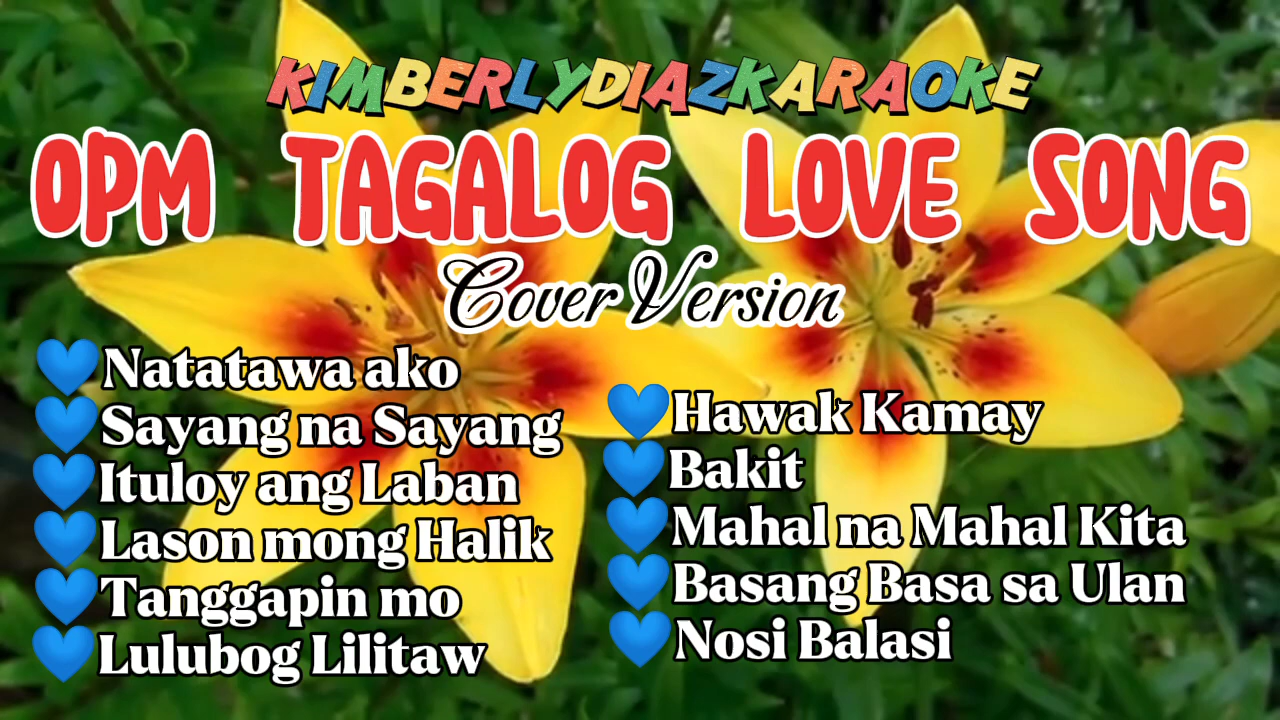 KIMBERLYDIAZKARAOKE
OPM TAGALOG LOVE SONG
Cover Version
Natatawa ako
Sayang na Sayang
Ituloy ang Laban
Lason mong Halik
Tanggapin mo
Lulubog Lilitaw
Hawak Kamay
Bakit
Mahal na Mahal Kita
Basang Basa sa Ulan
Nosi Balasi